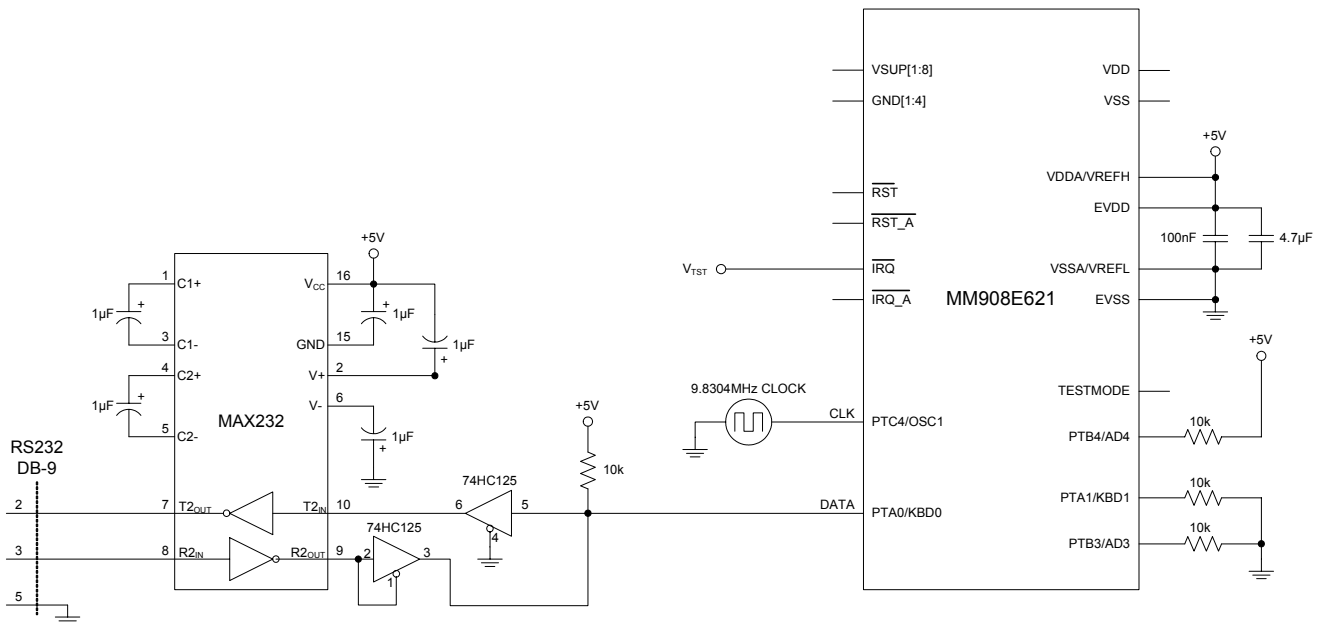 VSUP[1:8]
GND[1:4]
RST
RST_A
IRQ
IRQ_A
PTC4/OSC1
PTA0/KBD0
MM908E621
VDD
VSS
VDDA/VREFH
EVDD
VSSA/VREFL
EVSS
TESTMODE
PTB4/AD4
PTA1/KBD1
PTB3/AD3
+5V
100nF
4.7µF
+5V
10k
10k
10k
VTST
9.8304MHz CLOCK
CLK
DATA
+5V
10k
+5V
1 C1+
1µF +
3 C1-
4 C2+
1µF +
5 C2-
MAX232
VCC 16
+ 1µF
GND 15
1µF +
V+ 2
V- 6
1µF +
RS232
DB-9
2
7 T2OUT
T2IN 10
74HC125
6
5
4
3
8 R2IN
R2OUT 9
74HC125
2
3
1
5